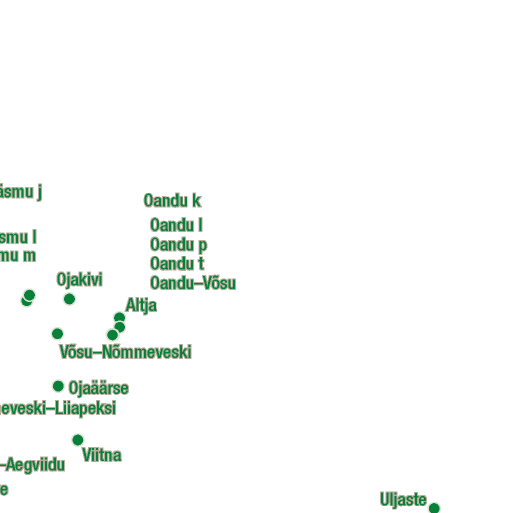 äsmu j
Oandu k
Oandu l
smu l
Oandu p
mu m
Oandu t
Ojakivi
Oandu–Võsu
Altja
Võsu–Nõmmeveski
Ojaäärse
eveski–Liiapeksi
Viitna
–Aegviidu
e
Uljaste